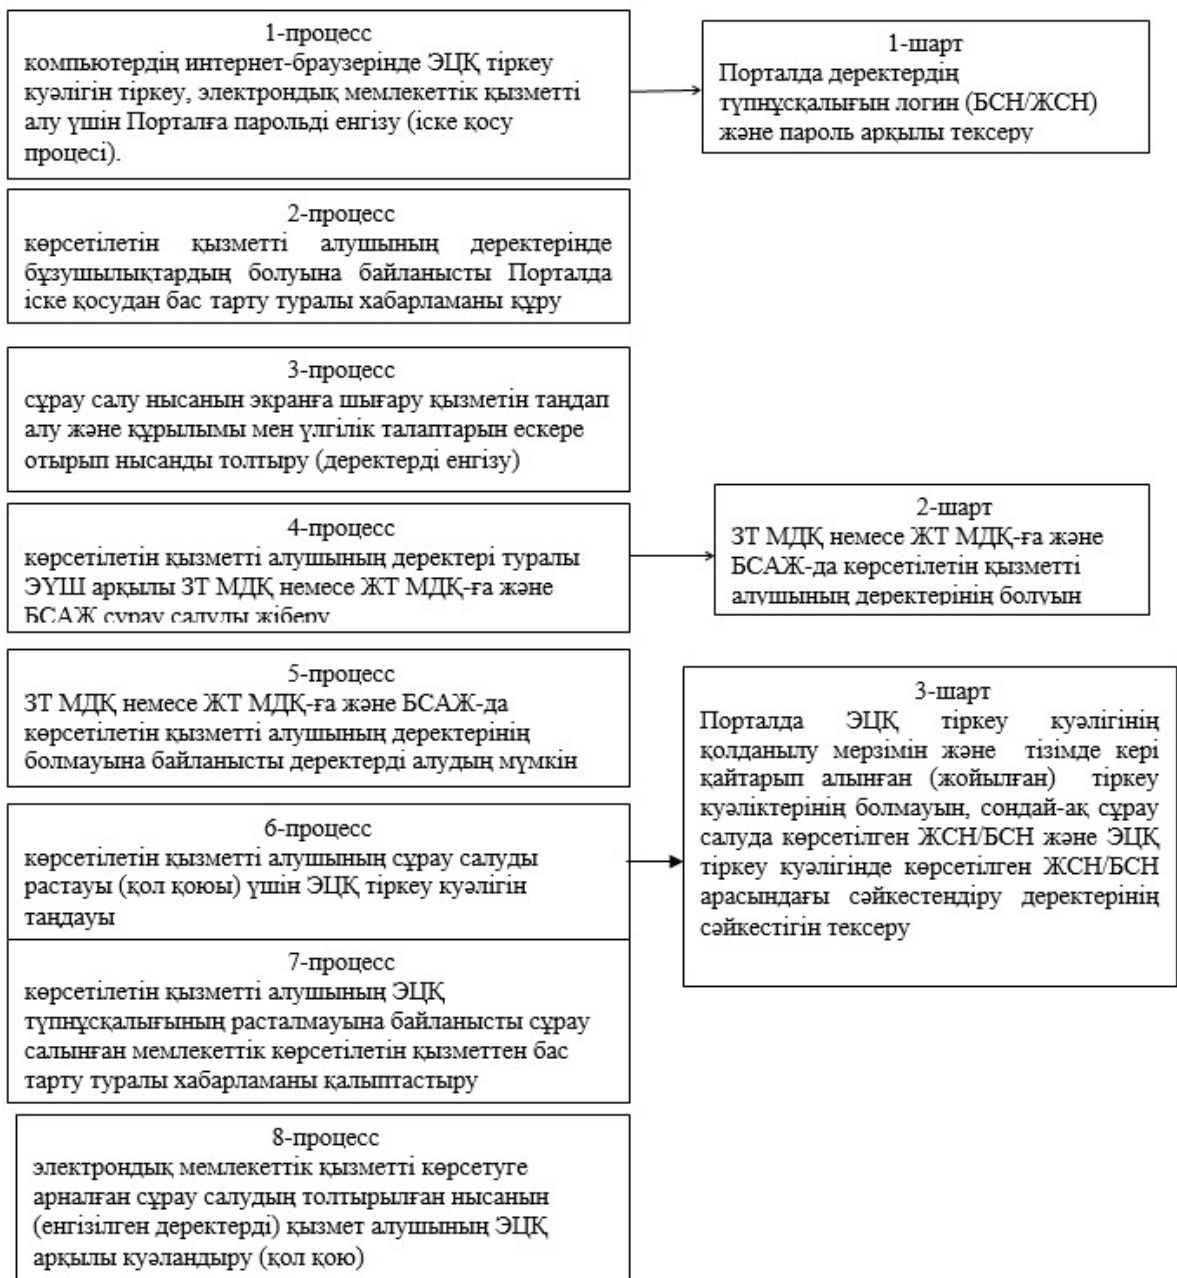 1-процесс
компьютердің интернет-браузерінде ЭЦҚ тіркеу
куәлігін тіркеу, электрондық мемлекеттік қызметті
алу үшін Порталға парольді енгізу (іске қосу
процесі).
1-шарт
Порталда деректердің
түпнұсқалығын логин (БСН/ЖСН)
және пароль арқылы тексеру
2-процесс
көрсетілетін қызметті алушының деректерінде
бұзушылықтардың болуына байланысты Порталда
іске қосудан бас тарту туралы хабарламаны құру
3-процесс
сұрау салу нысанын экранға шығару қызметін таңдап
алу және құрылымы мен үлгілік талаптарын ескере
отырып нысанды толтыру (деректерді енгізу)
4-процесс
көрсетілетін қызметті алушының деректері туралы
ЭҮШ арқылы ЗТ МДҚ немесе ЖТ МДҚ-ға және
БСАЖ сұрау салуды жіберу
2-шарт
ЗТ МДҚ немесе ЖТ МДҚ-ға және
БСАЖ-да көрсетілетін қызметті
алушының деректерінің болуын
5-процесс
ЗТ МДҚ немесе ЖТ МДҚ-ға және БСАЖ-да
көрсетілетін қызметті алушының деректерінің
болмауына байланысты деректерді алудың мүмкін
3-шарт
Порталда ЭЦҚ тіркеу куәлігінің
қолданылу мерзімін және тізімде кері
қайтарып алынған (жойылған) тіркеу
куәліктерінің болмауын, сондай-ақ сұрау
салуда көрсетілген ЖСН/БСН және ЭЦҚ
тіркеу куәлігінде көрсетілген ЖСН/БСН
арасындағы сәйкестендіру деректерінің
сәйкестігін тексеру
6-процесс
көрсетілетін қызметті алушының сұрау салуды
растауы (қол қоюы) үшін ЭЦҚ тіркеу куәлігін
таңдауы
7-процесс
көрсетілетін қызметті алушының ЭЦҚ
түпнұсқалығының расталмауына байланысты сұрау
салынған мемлекеттік көрсетілетін қызметтен бас
тарту туралы хабарламаны қалыптастыру
8-процесс
электрондық мемлекеттік қызметті көрсетуге
арналған сұрау салудың толтырылған нысанын
(енгізілген деректерді) қызмет алушының ЭЦҚ
арқылы куәландыру (қол қою)